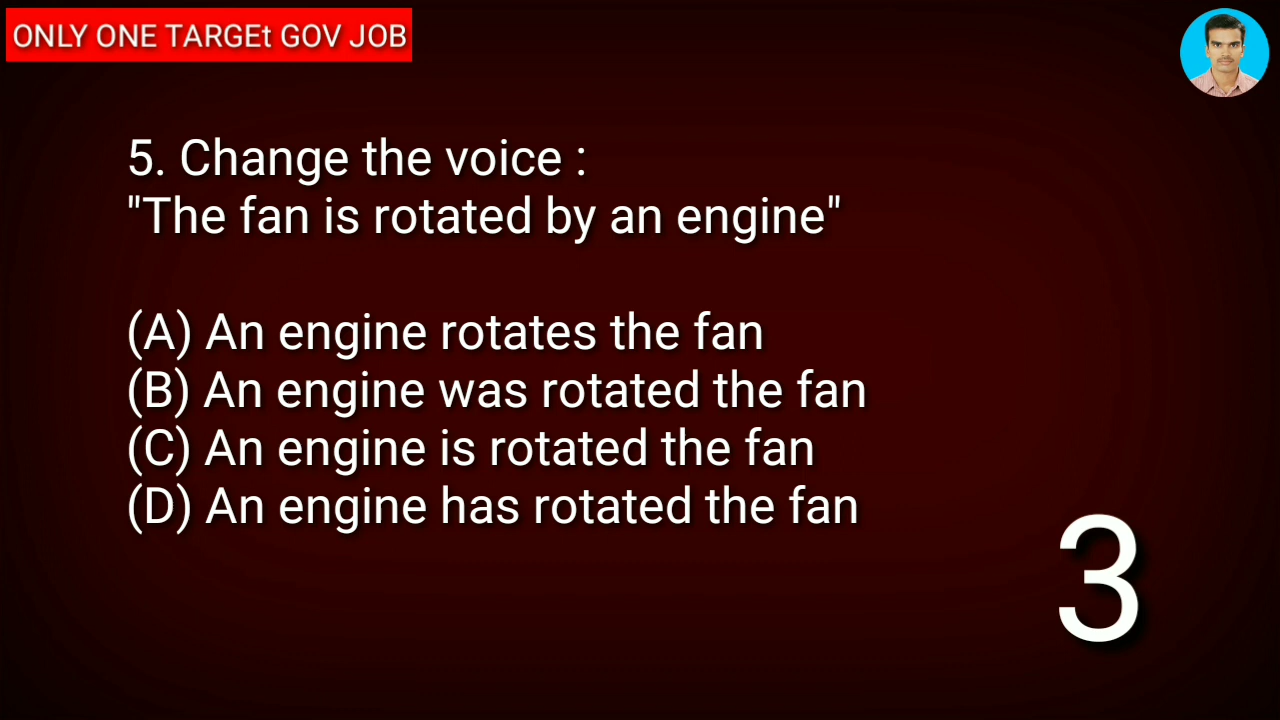 ONLY ONE TARGEt GOV JOB
5. Change the voice :
"The fan is rotated by an engine"
(A) An engine rotates the fan
(B) An engine was rotated the fan
(C) An engine is rotated the fan
(D) An engine has rotated the fan
3